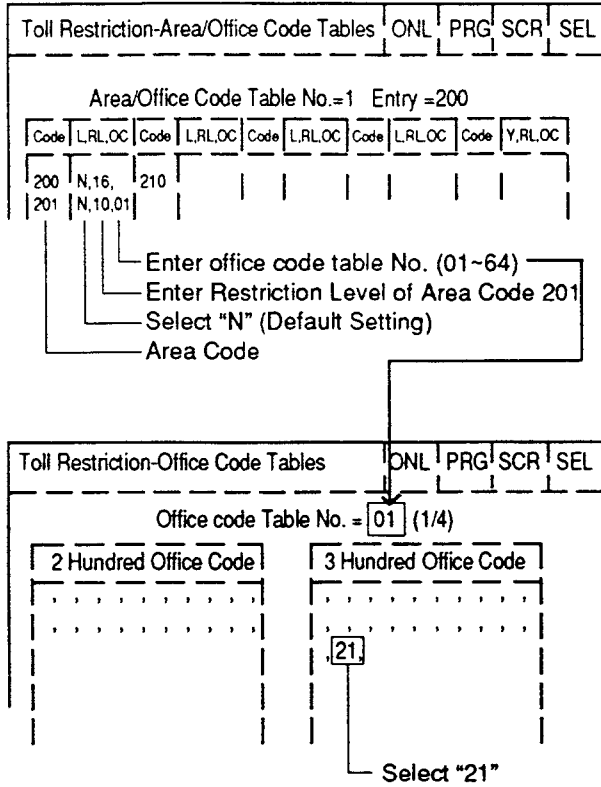 Toll Restriction-Area/Office Code Tables ONL PRG SCR SEL
Area/Office Code Table No.=1 Entry =200
Code L,RL,OC Code L,RL,OC Code L,RL,OC Code L,RL,OC Code Y,RL,OC
200 N,16, 210
201 N,10,01
Enter office code table No. (01~64)
Enter Restriction Level of Area Code 201
Select "N" (Default Setting)
Area Code
Toll Restriction-Office Code Tables ONL PRG SCR SEL
Office code Table No. = 01 (1/4)
2 Hundred Office Code 3 Hundred Office Code
, , , , , , , , , , , , , , , , , , , ,
, , , , , , , , , , , , , , , , , , , ,
,21,
Select "21"